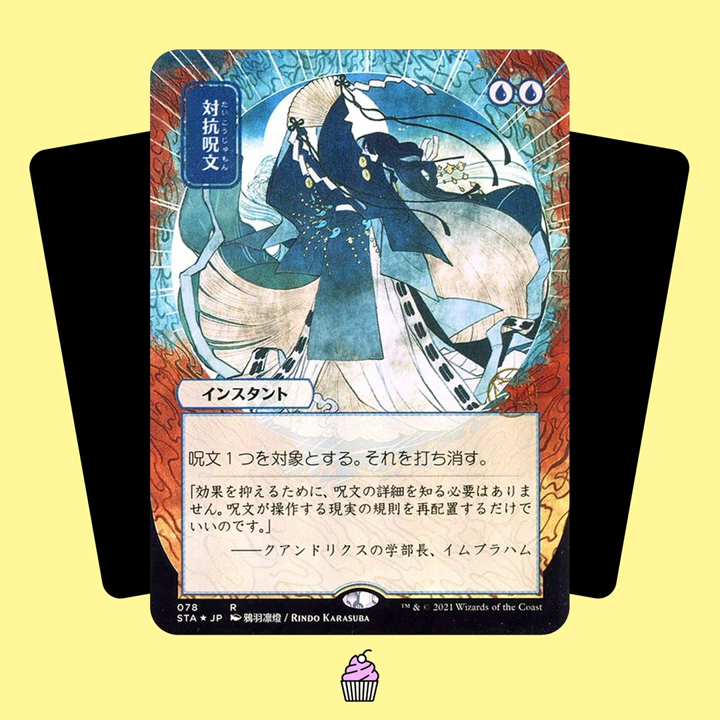 対抗呪文
たいこうじゅもん
インスタント
呪文１つを対象とする。それを打ち消す。
「効果を抑えるために、呪文の詳細を知る必要はありま
せん。呪文が操作する現実の規則を再配置するだけで
いいのです。」
――クアンドリクスの学部長、イムブラハム
078 R
STA ★ JP 鴉羽凛燈 / RINDO KARASUBA
™ & © 2021 Wizards of the Coast